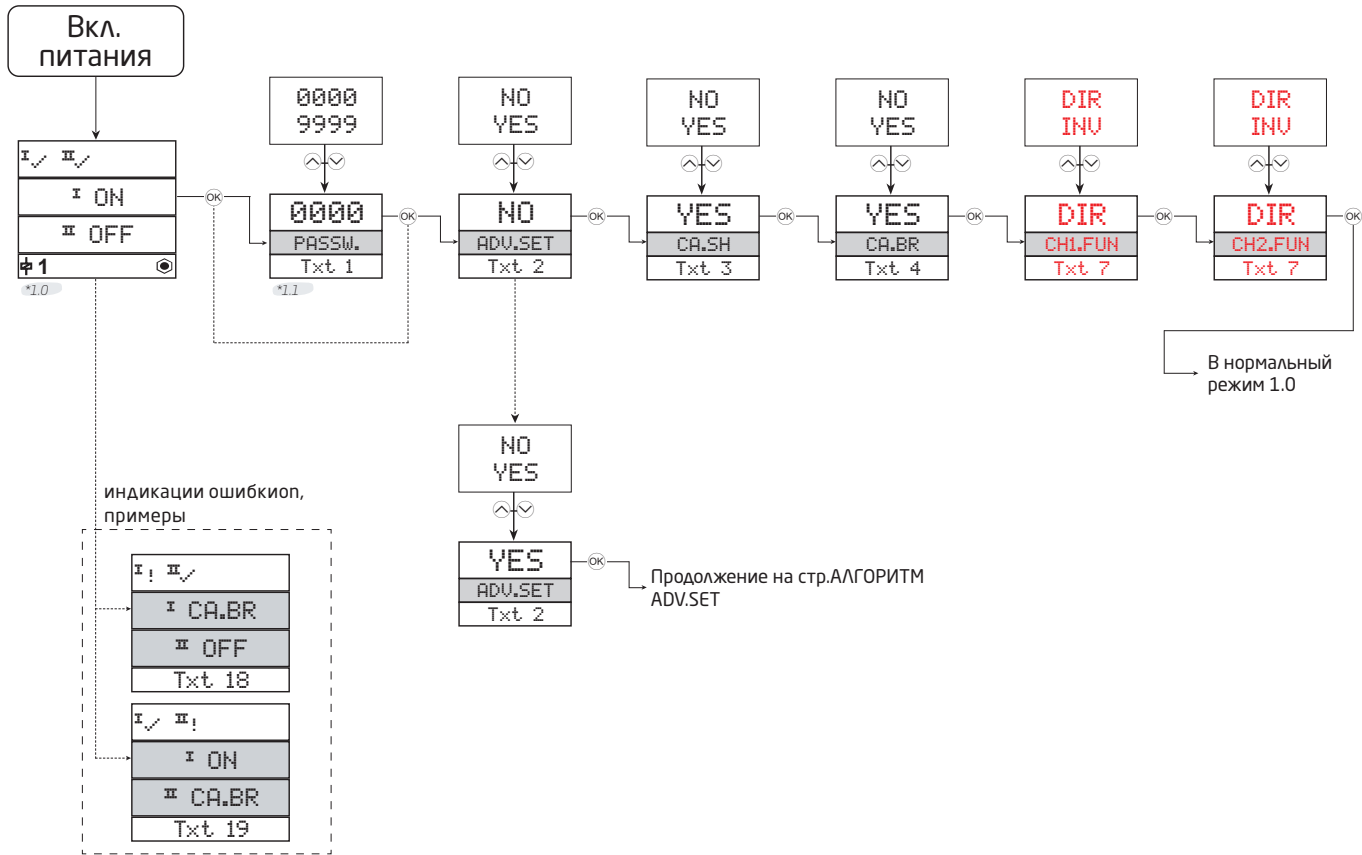 Вкл.
питания
I✓ II✓
I ON
II OFF
1
*1.0
OK
0000
9999
0000
PASSW.
Txt 1
*1.1
OK
NO
YES
NO
ADV.SET
Txt 2
OK
NO
YES
YES
CA.SH
Txt 3
OK
NO
YES
YES
CA.BR
Txt 4
OK
DIR
INV
DIR
CH1.FUN
Txt 7
OK
DIR
INV
DIR
CH2.FUN
Txt 7
OK
В нормальный
режим 1.0
NO
YES
YES
ADV.SET
Txt 2
OK
Продолжение на стр.АЛГОРИТМ
ADV.SET
индикации ошибкиоп,
примеры
I! II✓
I CA.BR
II OFF
Txt 18
I✓ II!
I ON
II CA.BR
Txt 19